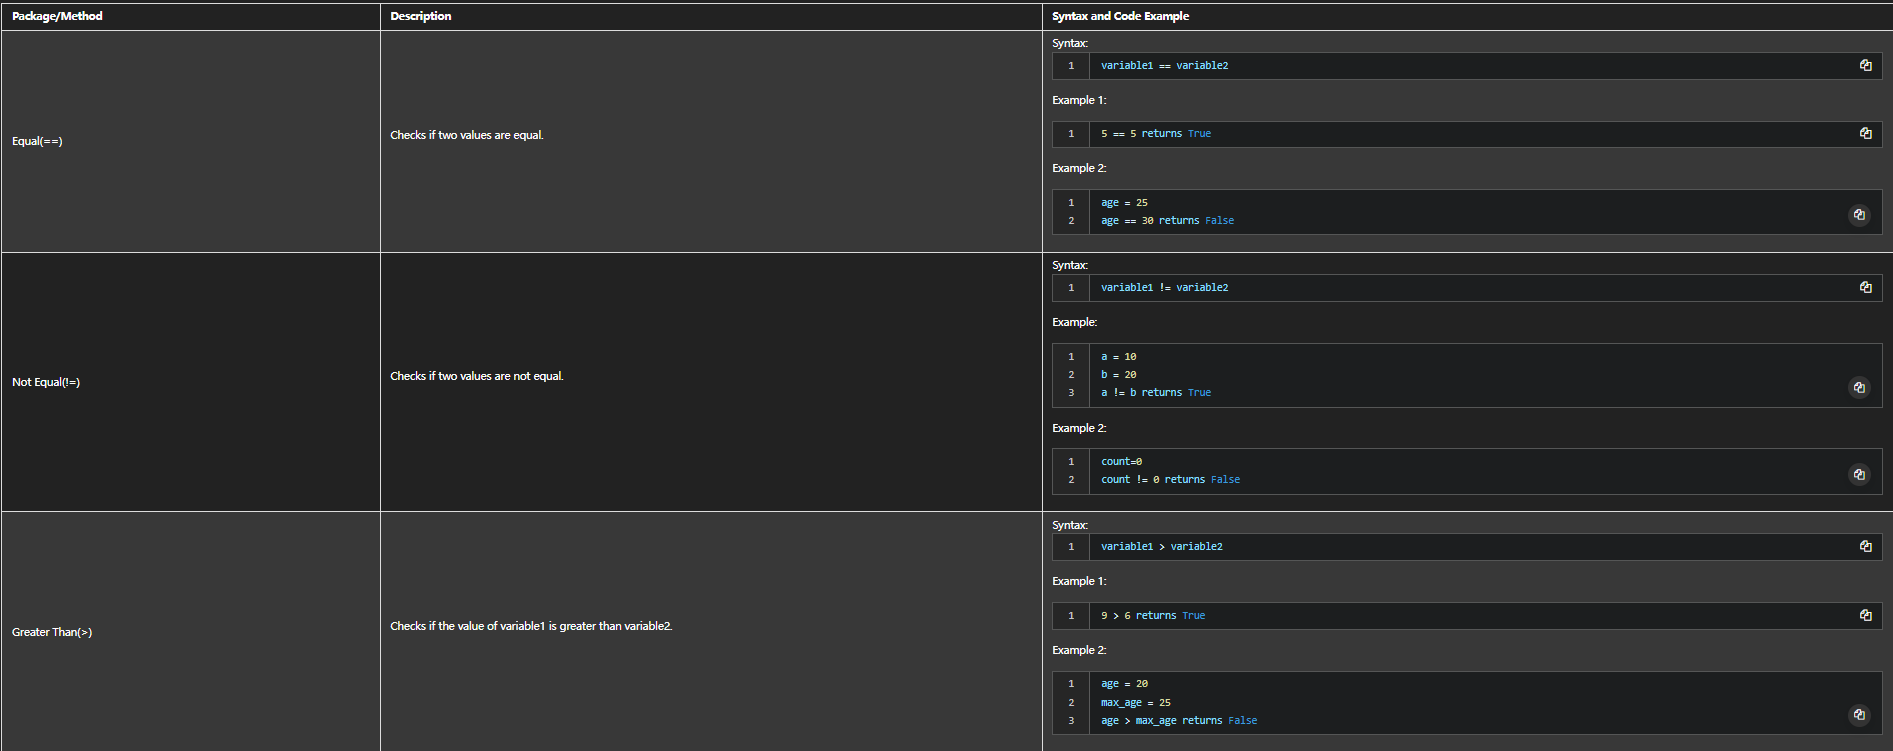 Package/Method
Description
Syntax and Code Example
Equal(==)
Checks if two values are equal.
Syntax:
1 variable1 == variable2
Example 1:
1 5 == 5 returns True
Example 2:
1 age = 25
2 age == 30 returns False
Not Equal(!=)
Checks if two values are not equal.
Syntax:
1 variable1 != variable2
Example:
1 a = 10
2 b = 20
3 a != b returns True
Example 2:
1 count=0
2 count != 0 returns False
Greater Than(>)
Checks if the value of variable1 is greater than variable2.
Syntax:
1 variable1 > variable2
Example 1:
1 9 > 6 returns True
Example 2:
1 age = 20
2 max_age = 25
3 age > max_age returns False